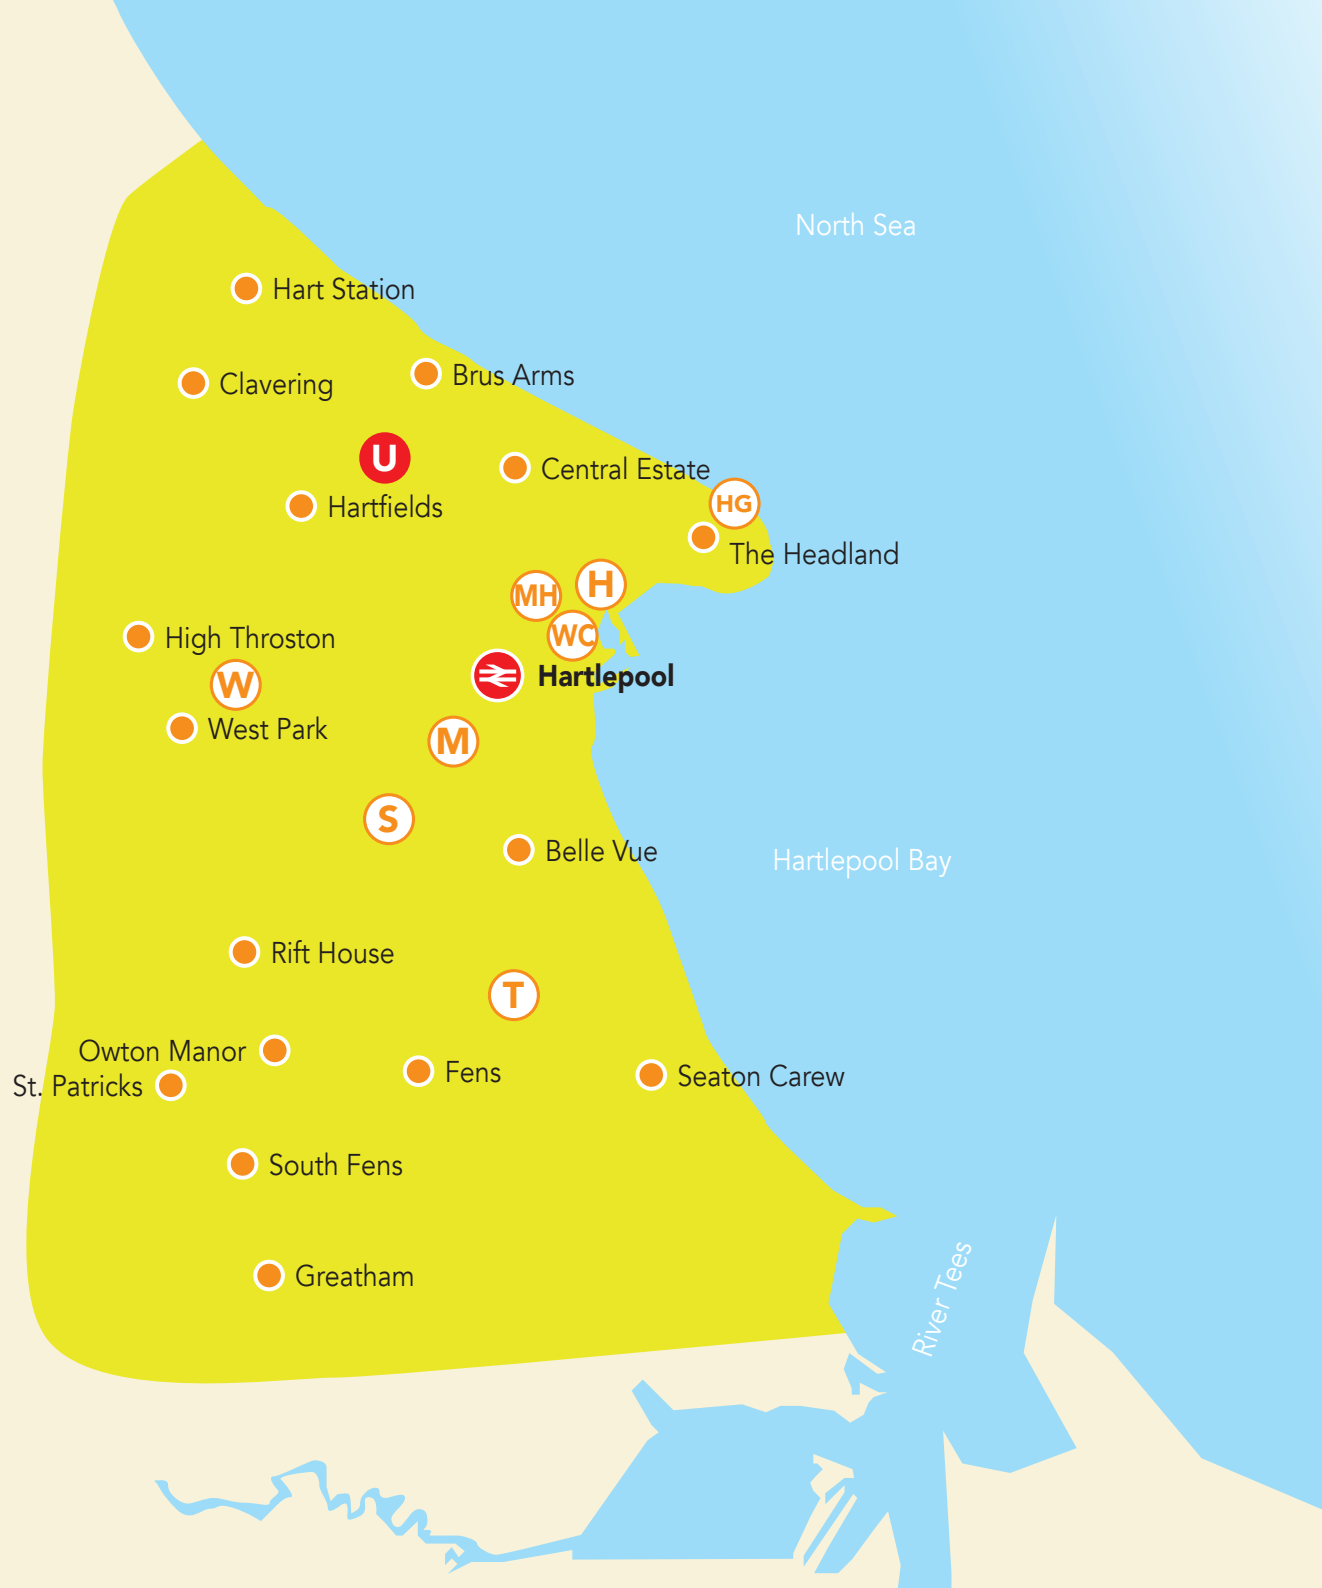 North Sea
Hart Station
Brus Arms
Clavering
U
Central Estate
HG
Hartfields
The Headland
MH
H
WC
High Throston
Hartlepool
W
West Park
M
S
Belle Vue
Hartlepool Bay
Rift House
T
Owton Manor
Fens
Seaton Carew
St. Patricks
South Fens
Greatham
River Tees